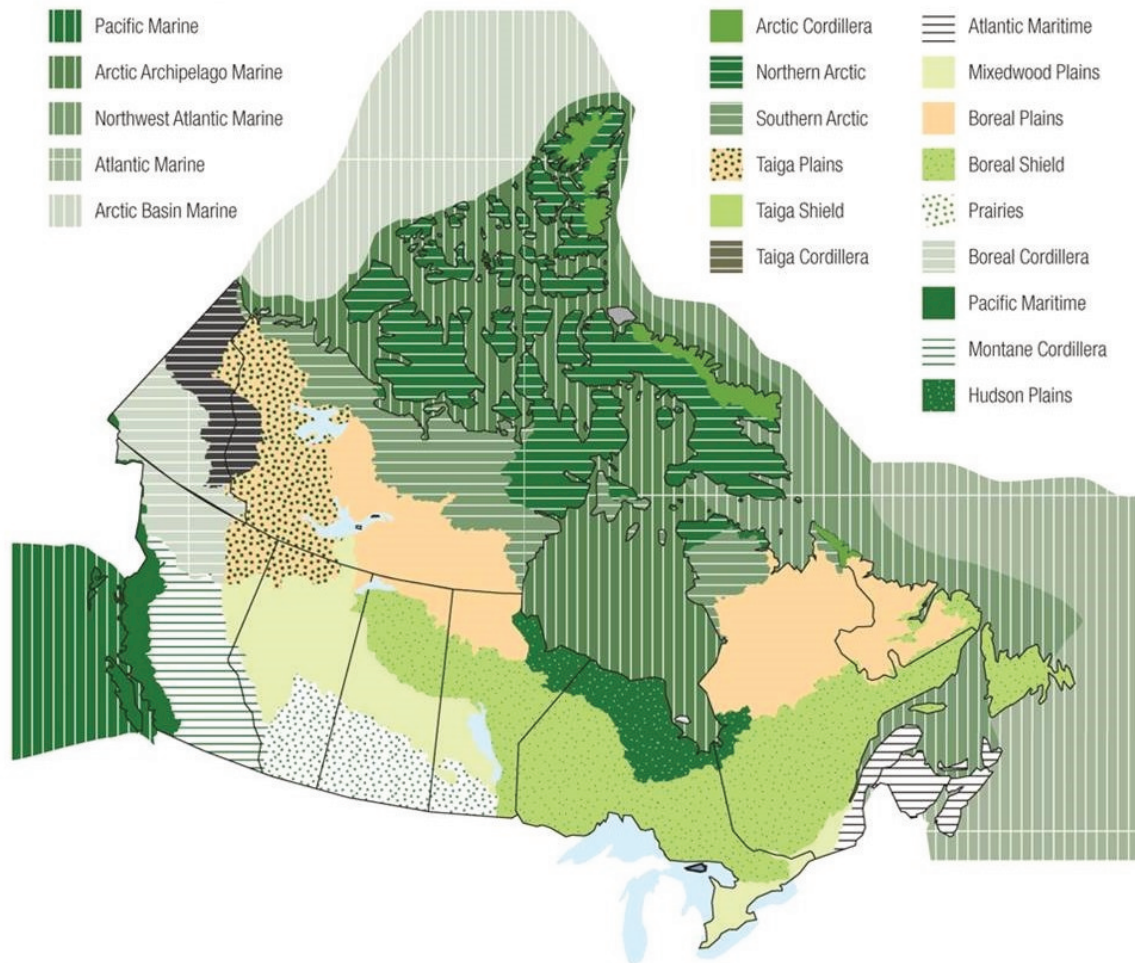 Pacific Marine
Arctic Archipelago Marine
Northwest Atlantic Marine
Atlantic Marine
Arctic Basin Marine
Arctic Cordillera
Northern Arctic
Southern Arctic
Taiga Plains
Taiga Shield
Taiga Cordillera
Atlantic Maritime
Mixedwood Plains
Boreal Plains
Boreal Shield
Prairies
Boreal Cordillera
Pacific Maritime
Montane Cordillera
Hudson Plains